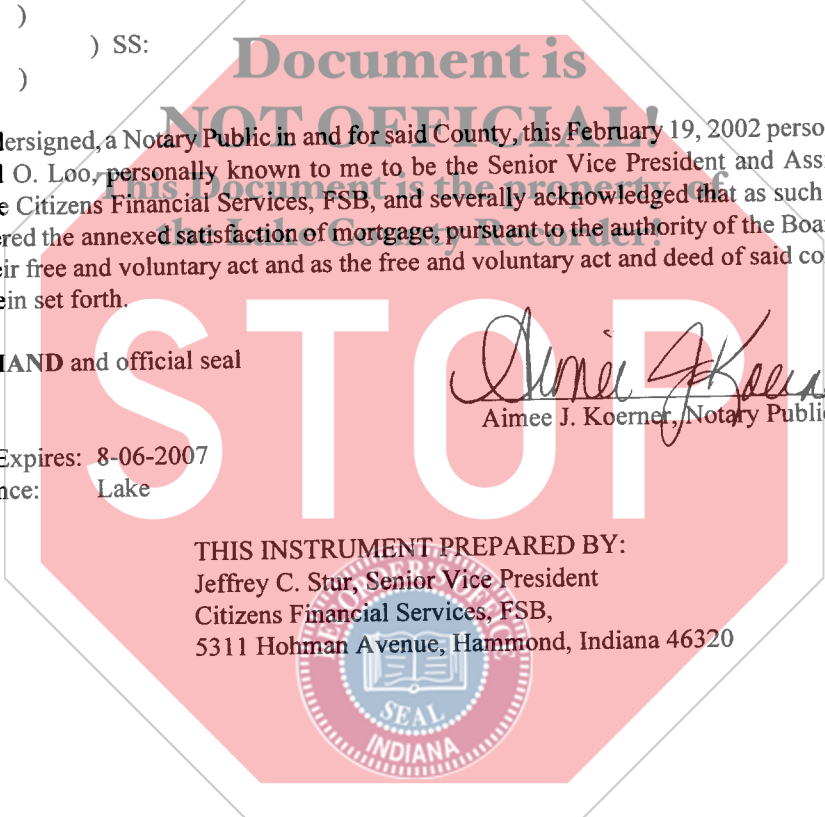 )
) SS:
)
Document is
NOT OFFICIAL!
This Document is the property of
the Lake County Recorder!
STOP
lersigned, a Notary Public in and for said County, this February 19, 2002 perso
l O. Loo, personally known to me to be the Senior Vice President and Ass
e Citizens Financial Services, FSB, and severally acknowledged that as such
red the annexed satisfaction of mortgage, pursuant to the authority of the Boa
eir free and voluntary act and as the free and voluntary act and deed of said co
ein set forth.
HAND and official seal
Aimee J Koern
Aimee J. Koerner, Notary Public
Expires: 8-06-2007
nce: Lake
THIS INSTRUMENT PREPARED BY:
Jeffrey C. Stur, Senior Vice President
Citizens Financial Services, FSB,
5311 Hohman Avenue, Hammond, Indiana 46320
RECORDER'S OFFICE
SEAL
INDIANA